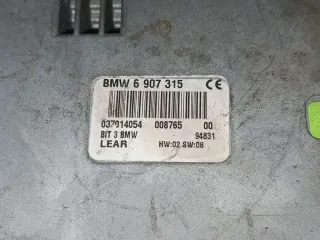 BMW 6 907 315 CE
037014054 008765 00
BIT 3 BMW 94831
LEAR HW:02 SW:08